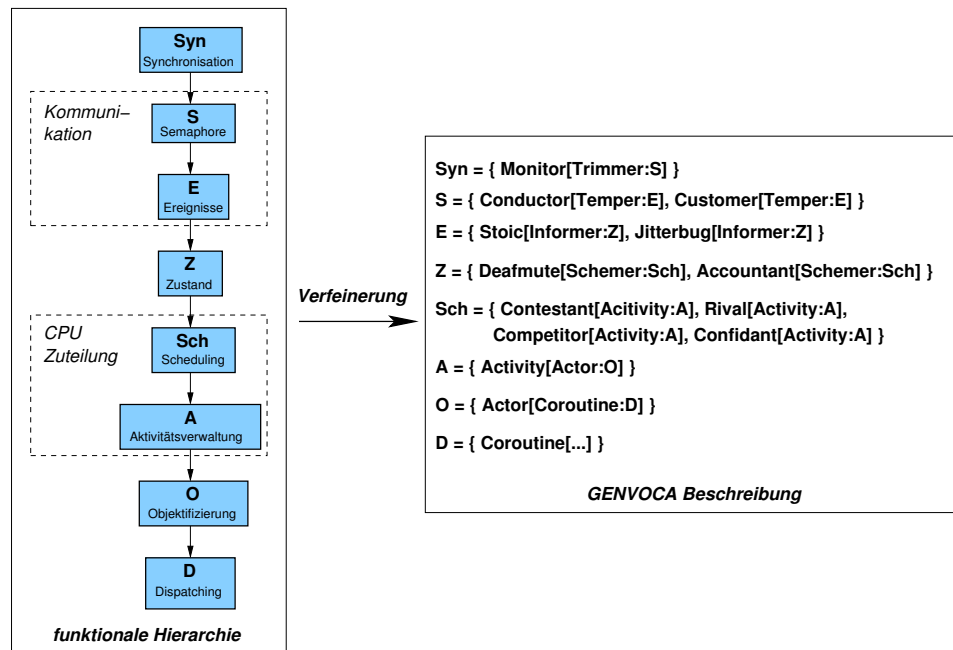 Syn
Synchronisation
Kommuni–
kation
S
Semaphore
E
Ereignisse
Z
Zustand
CPU
Zuteilung
Sch
Scheduling
A
Aktivitätsverwaltung
O
Objektifizierung
D
Dispatching
funktionale Hierarchie
Verfeinerung
Syn = { Monitor[Trimmer:S] }
S = { Conductor[Temper:E], Customer[Temper:E] }
E = { Stoic[Informer:Z], Jitterbug[Informer:Z] }
Z = { Deafmute[Schemer:Sch], Accountant[Schemer:Sch] }
Sch = { Contestant[Acitivity:A], Rival[Activity:A],
Competitor[Activity:A], Confidant[Activity:A] }
A = { Activity[Actor:O] }
O = { Actor[Coroutine:D] }
D = { Coroutine[...] }
GENVOCA Beschreibung